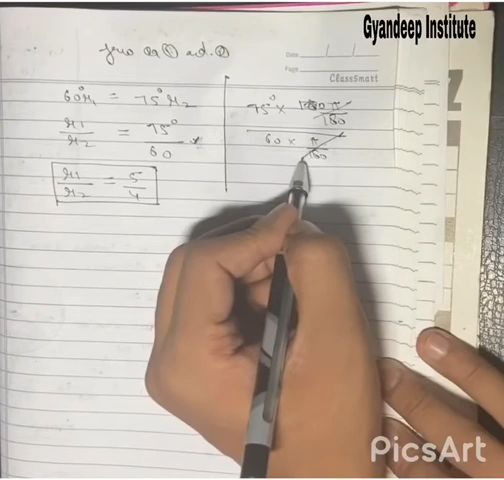 Gyandeep Institute
from eq ① and ②
Date / /
Page
Classmart
60° r₁ = 75° r₂
r1/r2 = 75°/60
r1/r2 = 5/4
75° × π/180
60 × π/180
PicsArt